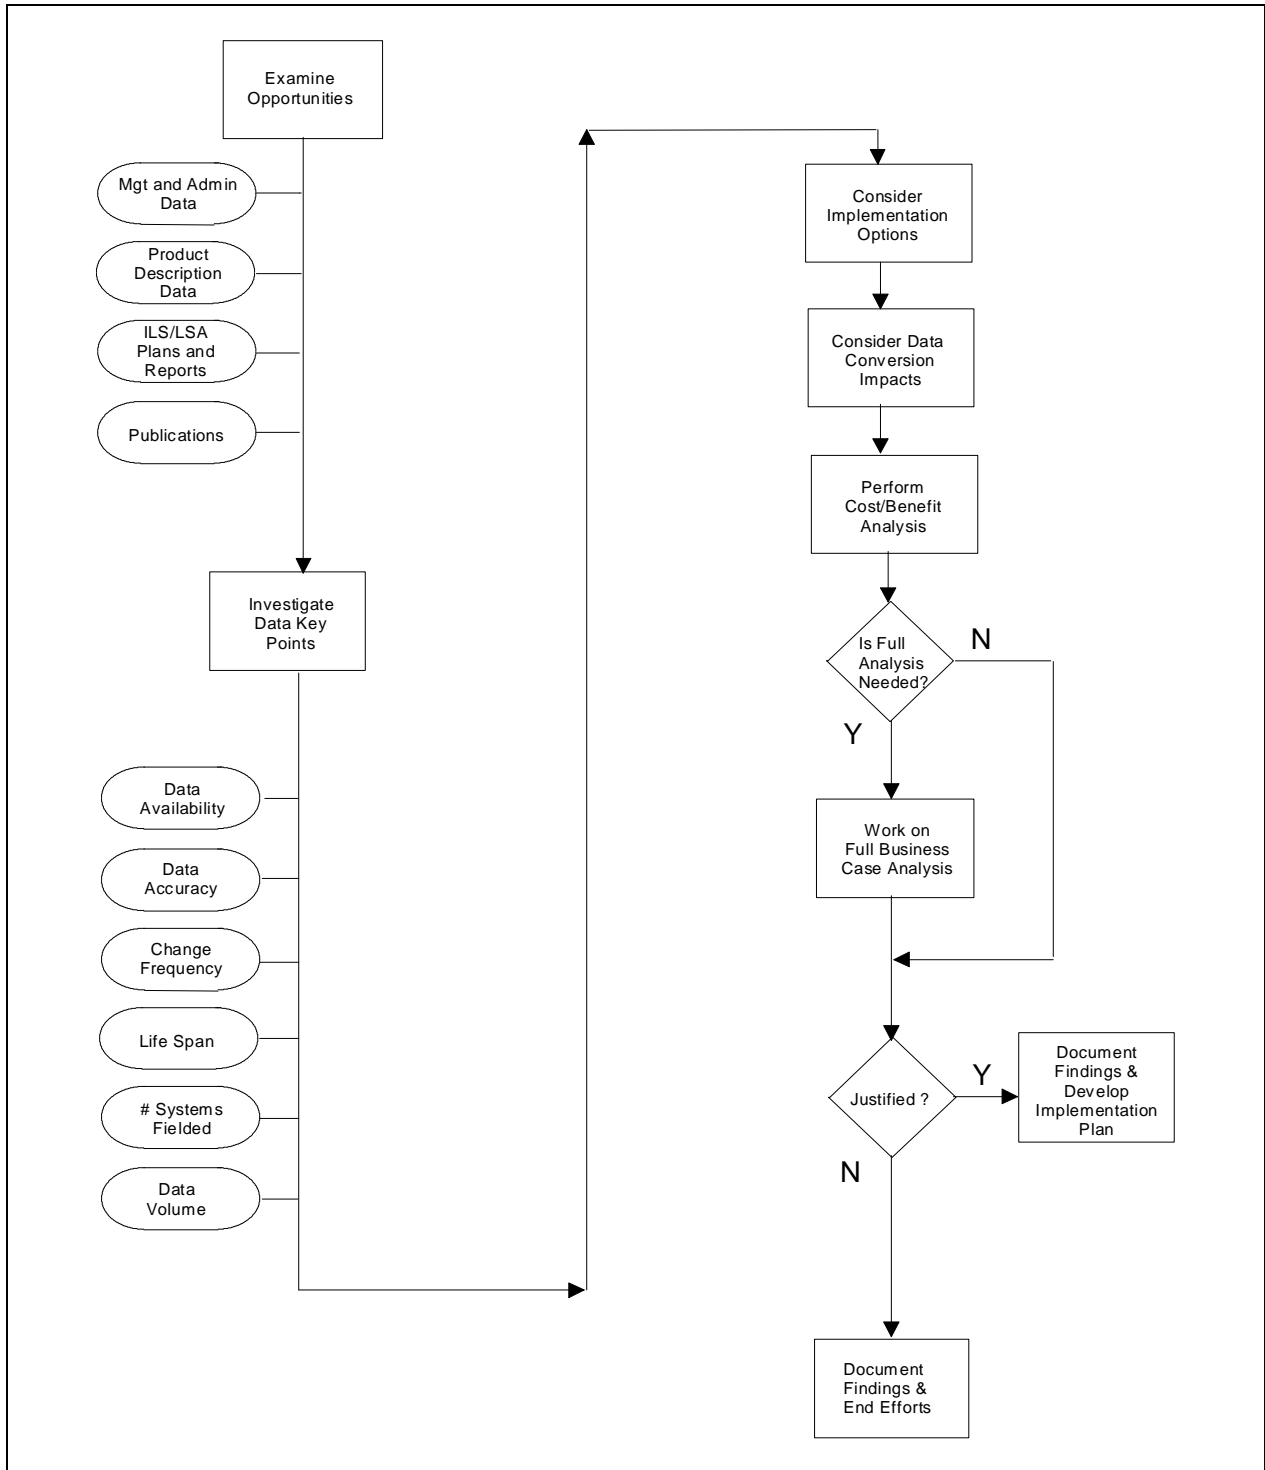 Examine
Opportunities
Mgt and Admin
Data
Product
Description
Data
ILS/LSA
Plans and
Reports
Publications
Investigate
Data Key
Points
Data
Availability
Data
Accuracy
Change
Frequency
Life Span
# Systems
Fielded
Data
Volume
Consider
Implementation
Options
Consider Data
Conversion
Impacts
Perform
Cost/Benefit
Analysis
Is Full
Analysis
Needed?
N
Y
Work on
Full Business
Case Analysis
Justified ?
Y
N
Document
Findings &
Develop
Implementation
Plan
Document
Findings &
End Efforts